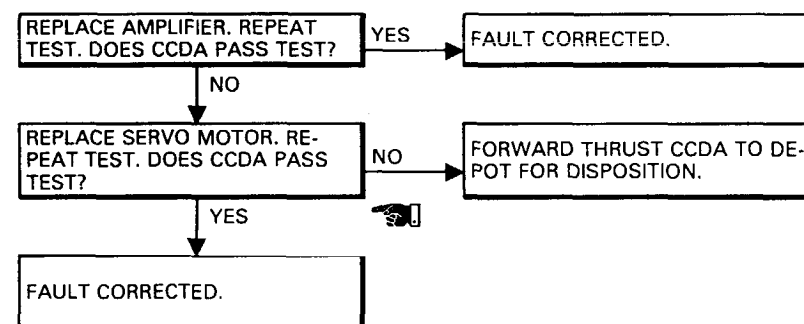 REPLACE AMPLIFIER. REPEAT
TEST. DOES CCDA PASS TEST?
YES
FAULT CORRECTED.
NO
REPLACE SERVO MOTOR. RE-
PEAT TEST. DOES CCDA PASS
TEST?
NO
FORWARD THRUST CCDA TO DE-
POT FOR DISPOSITION.
YES
FAULT CORRECTED.